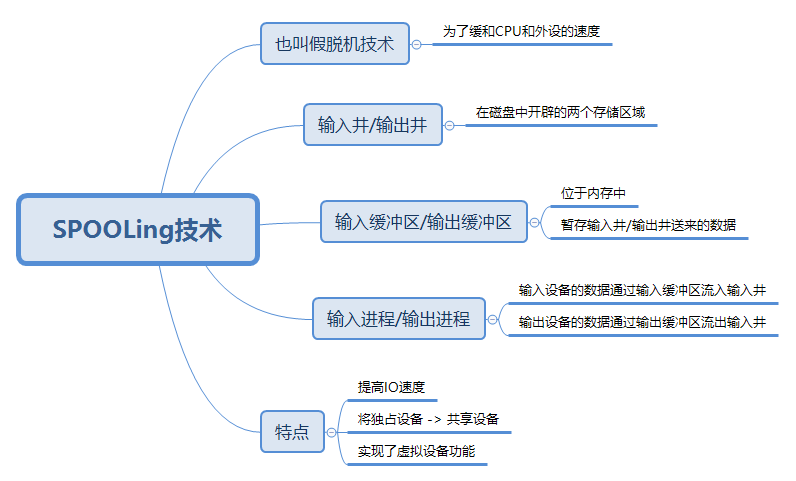 SPOOLing技术
也叫假脱机技术
为了缓和CPU和外设的速度
输入井/输出井
在磁盘中开辟的两个存储区域
输入缓冲区/输出缓冲区
位于内存中
暂存输入井/输出井送来的数据
输入进程/输出进程
输入设备的数据通过输入缓冲区流入输入井
输出设备的数据通过输出缓冲区流出输入井
特点
提高IO速度
将独占设备 -> 共享设备
实现了虚拟设备功能